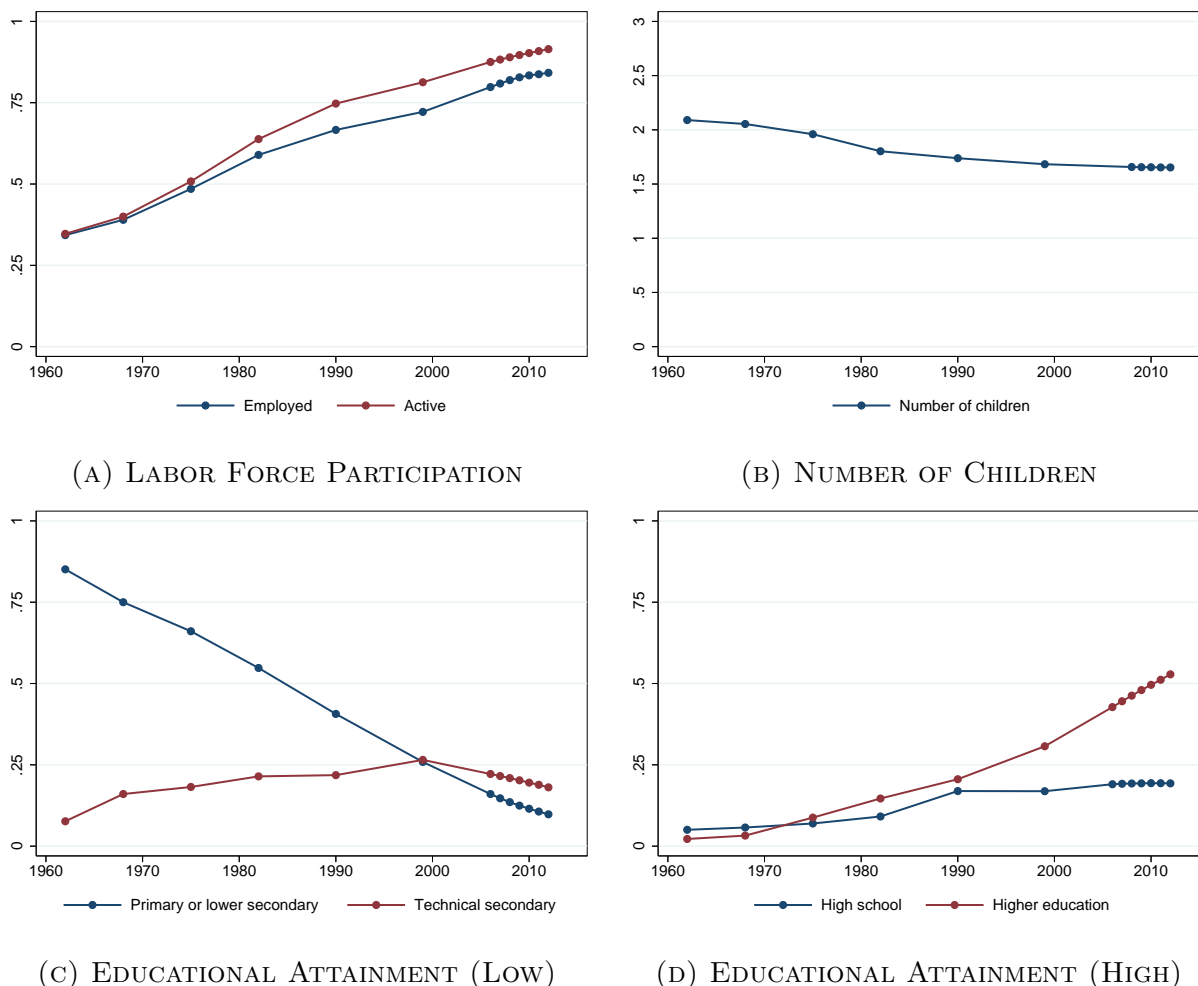 1
.75
.5
.25
0
1960 1970 1980 1990 2000 2010
Employed Active
(A) LABOR FORCE PARTICIPATION
3
2.5
2
1.5
1
.5
0
1960 1970 1980 1990 2000 2010
Number of children
(B) NUMBER OF CHILDREN
1
.75
.5
.25
0
1960 1970 1980 1990 2000 2010
Primary or lower secondary Technical secondary
(C) EDUCATIONAL ATTAINMENT (LOW)
1
.75
.5
.25
0
1960 1970 1980 1990 2000 2010
High school Higher education
(D) EDUCATIONAL ATTAINMENT (HIGH)